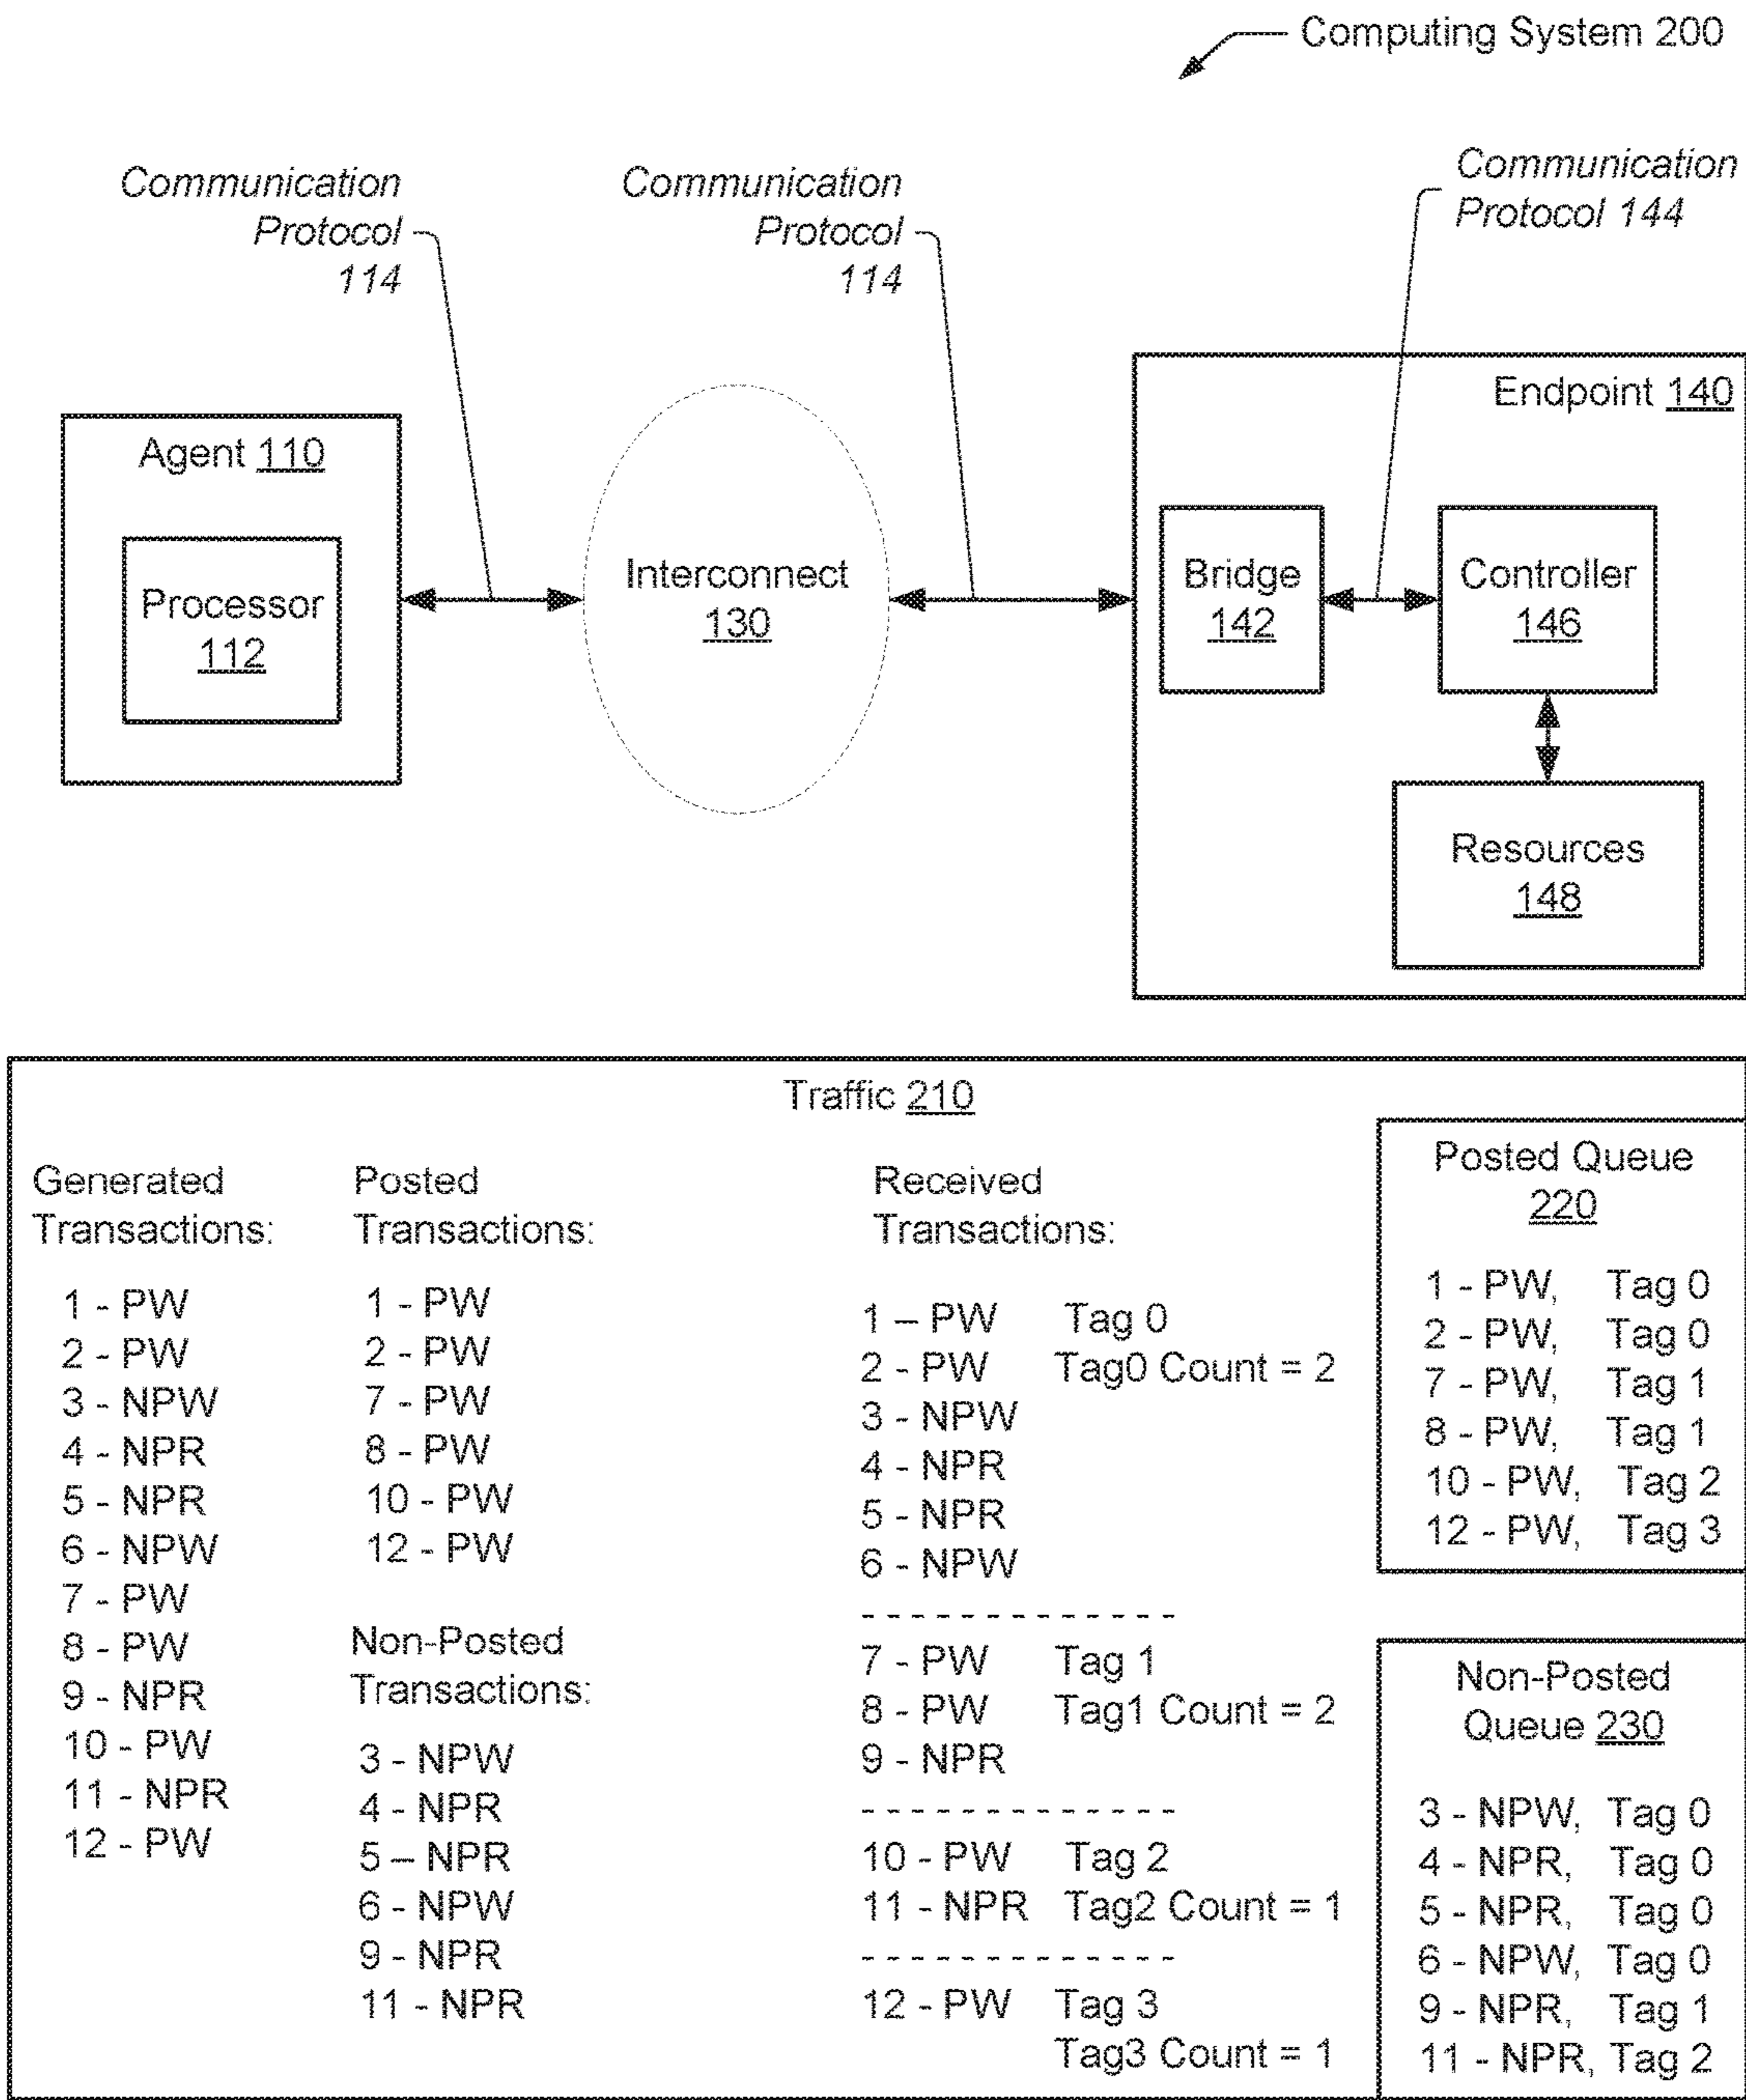 Computing System 200
Communication
Protocol
114
Communication
Protocol
114
Communication
Protocol 144
Agent 110
Processor
112
Interconnect
130
Endpoint 140
Bridge
142
Controller
146
Resources
148
Traffic 210
Generated
Transactions:
1 - PW
2 - PW
3 - NPW
4 - NPR
5 - NPR
6 - NPW
7 - PW
8 - PW
9 - NPR
10 - PW
11 - NPR
12 - PW
Posted
Transactions:
1 - PW
2 - PW
7 - PW
8 - PW
10 - PW
12 - PW
Non-Posted
Transactions:
3 - NPW
4 - NPR
5 – NPR
6 - NPW
9 - NPR
11 - NPR
Received
Transactions:
1 – PW Tag 0
2 - PW Tag0 Count = 2
3 - NPW
4 - NPR
5 - NPR
6 - NPW
- - - - - - - - - - - - -
7 - PW Tag 1
8 - PW Tag1 Count = 2
9 - NPR
- - - - - - - - - - - - -
10 - PW Tag 2
11 - NPR Tag2 Count = 1
- - - - - - - - - - - - -
12 - PW Tag 3
Tag3 Count = 1
Posted Queue
220
1 - PW, Tag 0
2 - PW, Tag 0
7 - PW, Tag 1
8 - PW, Tag 1
10 - PW, Tag 2
12 - PW, Tag 3
Non-Posted
Queue 230
3 - NPW, Tag 0
4 - NPR, Tag 0
5 - NPR, Tag 0
6 - NPW, Tag 0
9 - NPR, Tag 1
11 - NPR, Tag 2